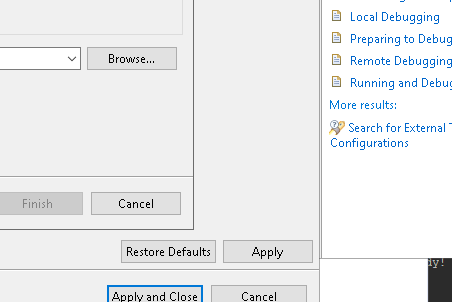 Local Debugging
Browse...
Preparing to Debug
Remote Debugging
Running and Debug
More results:
Search for External T
Configurations
Finish
Cancel
Restore Defaults
Apply
dy!
Apply and Close
Cancel